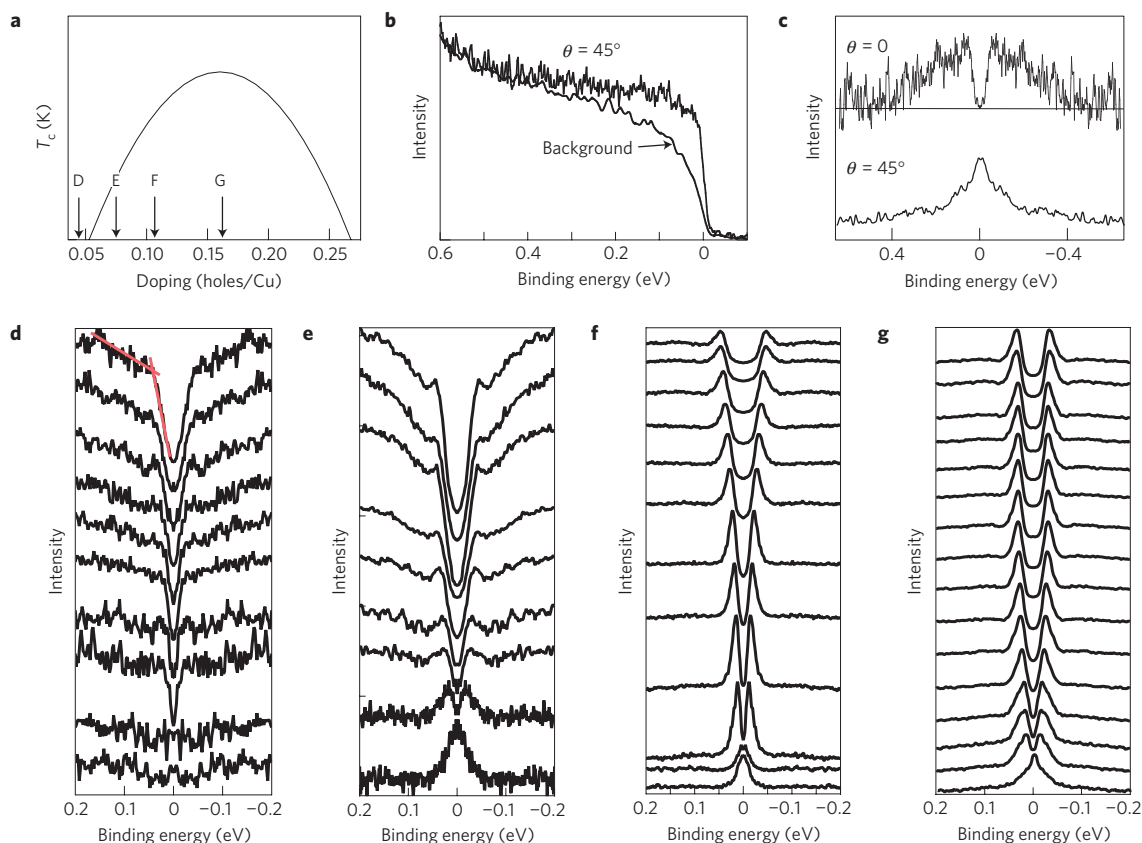 a
T_c (K)
D E F G
0.05 0.10 0.15 0.20 0.25
Doping (holes/Cu)
b
Intensity
θ = 45°
Background
0.6 0.4 0.2 0
Binding energy (eV)
c
Intensity
θ = 0
θ = 45°
0.4 0 −0.4
Binding energy (eV)
d
Intensity
0.2 0.1 0 −0.1 −0.2
Binding energy (eV)
e
Intensity
0.2 0.1 0 −0.1 −0.2
Binding energy (eV)
f
Intensity
0.2 0.1 0 −0.1 −0.2
Binding energy (eV)
g
Intensity
0.2 0.1 0 −0.1 −0.2
Binding energy (eV)